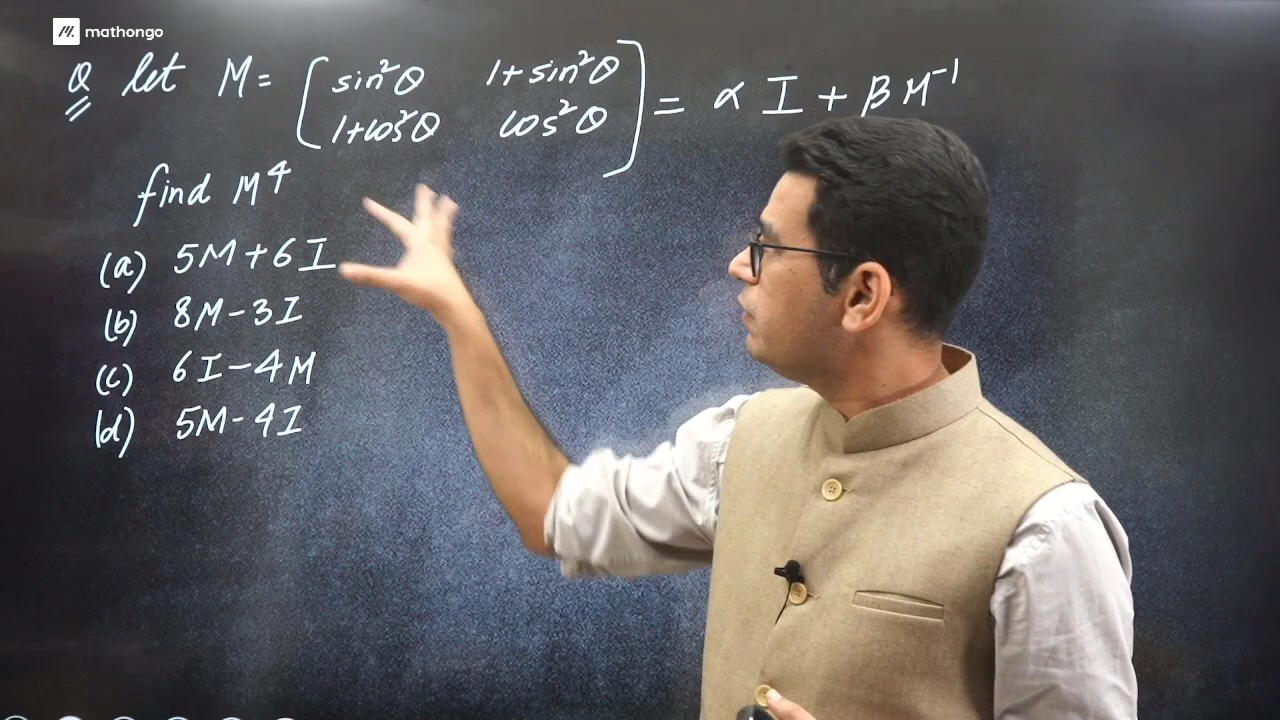 mathongo
Q let M = [ sin²θ 1+sin²θ
1+cos²θ cos²θ ] = α I + β M⁻¹
find M⁴
(a) 5M+6I
(b) 8M-3I
(c) 6I-4M
(d) 5M-4I